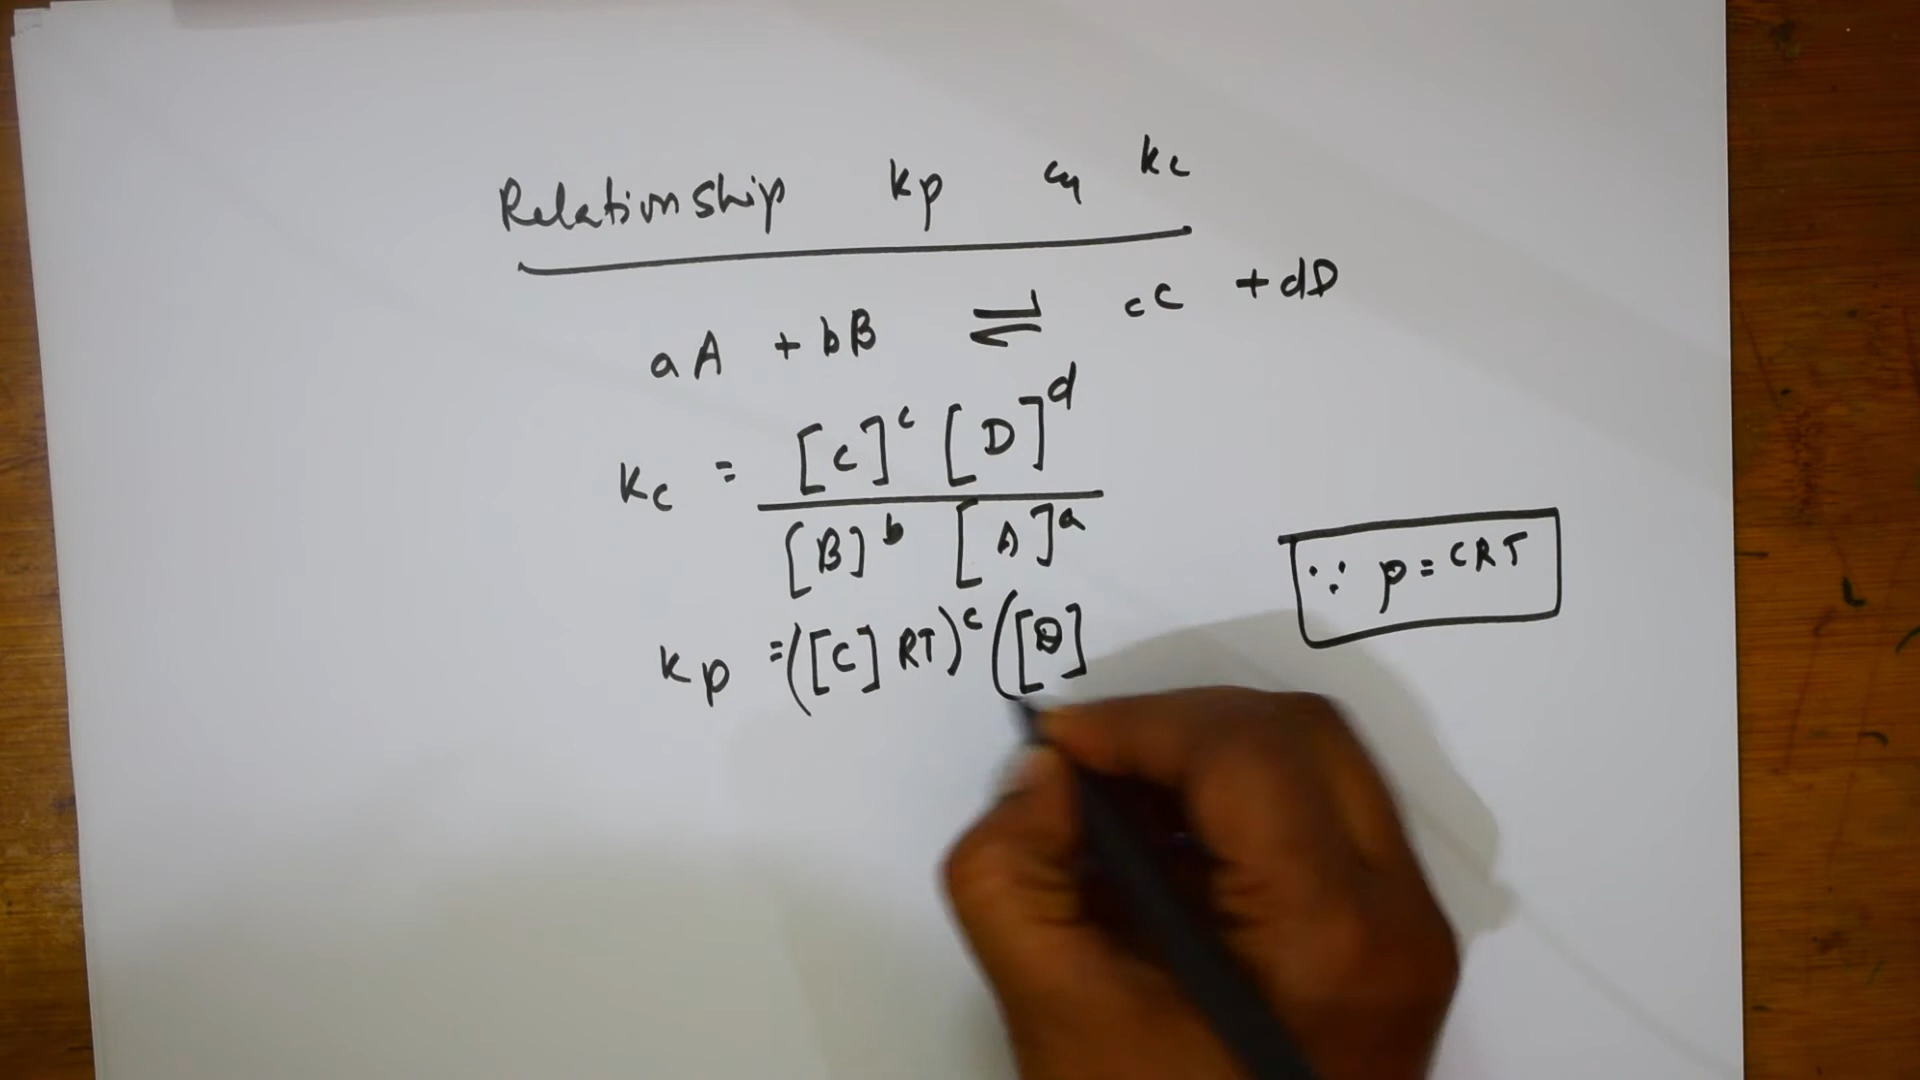 Relationship kp kc
aA + bB ⇌ cC + dD
kc = [C]^c [D]^d
[B]^b [A]^a
∵ p = CRT
kp = ([C] RT)^c ([D]